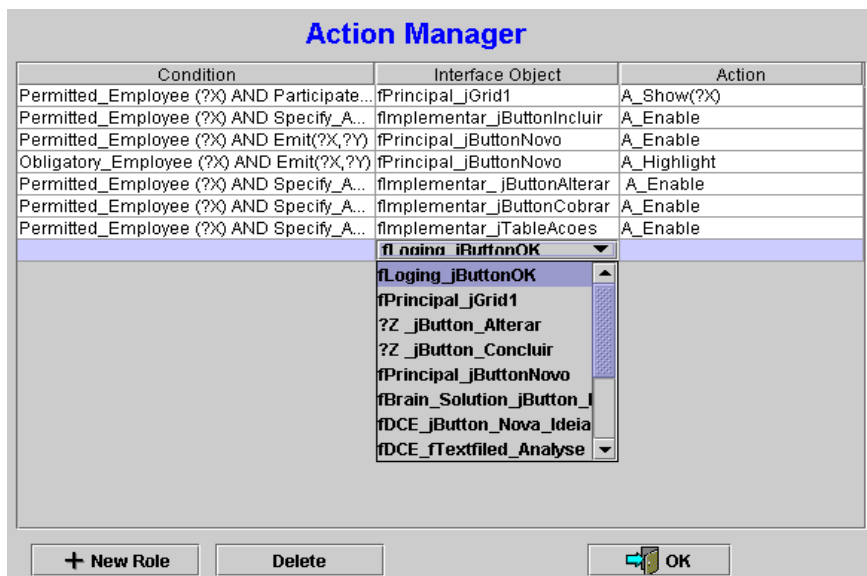 Action Manager
Condition Interface Object Action
Permitted_Employee (?X) AND Participate... fPrincipal_jGrid1 A_Show(?X)
Permitted_Employee (?X) AND Specify_A... fImplementar_jButtonIncluir A_Enable
Permitted_Employee (?X) AND Emit(?X,?Y) fPrincipal_jButtonNovo A_Enable
Obligatory_Employee (?X) AND Emit(?X,?Y) fPrincipal_jButtonNovo A_Highlight
Permitted_Employee (?X) AND Specify_A... fImplementar_ jButtonAlterar A_Enable
Permitted_Employee (?X) AND Specify_A... fImplementar_jButtonCobrar A_Enable
Permitted_Employee (?X) AND Specify_A... fImplementar_jTableAcoes A_Enable
fLoging_jButtonOK
fLoging_jButtonOK
fPrincipal_jGrid1
?Z _jButton_Alterar
?Z _jButton_Concluir
fPrincipal_jButtonNovo
fBrain_Solution_jButton_
fDCE_jButton_Nova_Ideia
fDCE_fTextfiled_Analyse
+ New Role Delete OK